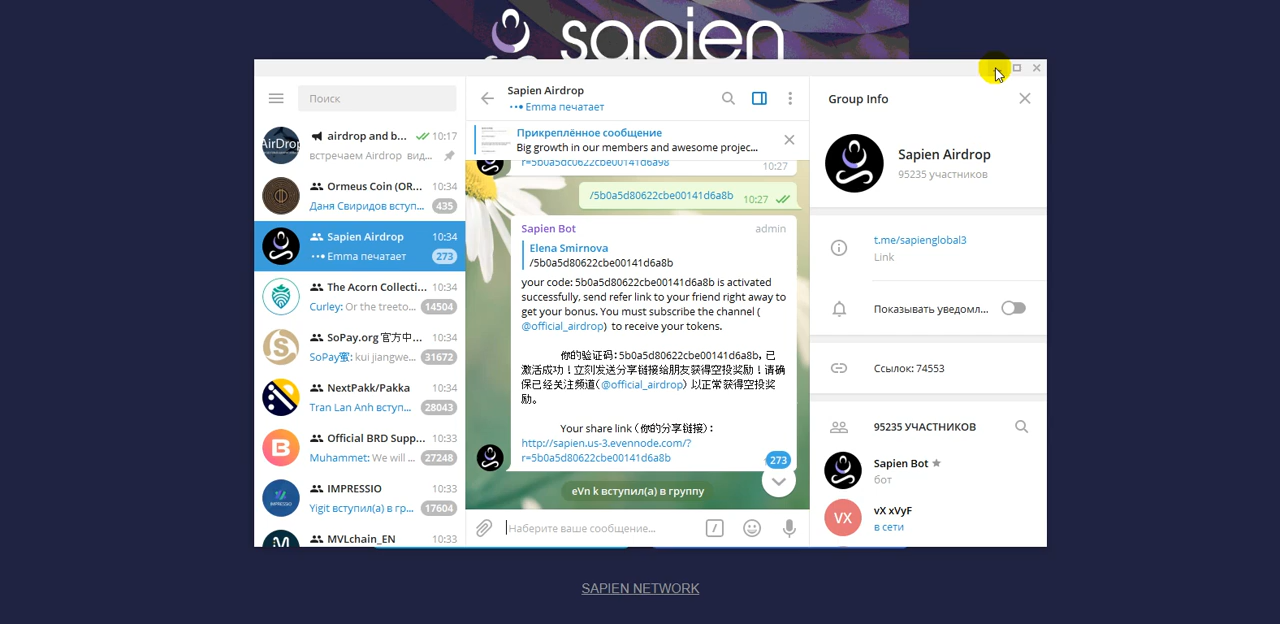 sapien
Поиск
airdrop and b... 10:17
встречаем Airdrop вид...
Ormeus Coin (OR... 10:34
Даня Свиридов вступ... 435
Sapien Airdrop 10:34
Emma печатает 273
The Acorn Collecti... 10:34
Curley: Or the treeto... 14504
SoPay.org 官方中... 10:34
SoPay蜜: kui jiangwe... 31672
NextPakk/Pakka 10:34
Tran Lan Anh вступ... 28043
Official BRD Supp... 10:33
Muhammet: We will ... 27248
IMPRESSIO 10:33
Yigit вступил(а) в гр... 17604
MVLchain_EN 10:33
Sapien Airdrop
Emma печатает
Прикреплённое сообщение
Big growth in our members and awesome projec...
r=5b0a5dc0622cbe00141d6a98
10:27
/5b0a5d80622cbe00141d6a8b 10:27
Sapien Bot admin
Elena Smirnova
/5b0a5d80622cbe00141d6a8b
your code: 5b0a5d80622cbe00141d6a8b is activated
successfully, send refer link to your friend right away to
get your bonus. You must subscribe the channel (
@official_airdrop) to receive your tokens.
你的验证码：5b0a5d80622cbe00141d6a8b, 已
激活成功！立刻发送分享链接给朋友获得空投奖励！请确
保已经关注频道（@official_airdrop）以正常获得空投奖
励。
Your share link（你的分享链接）：
http://sapien.us-3.evennode.com/?
r=5b0a5d80622cbe00141d6a8b
273
eVn k вступил(а) в группу
Наберите ваше сообщение...
Group Info
Sapien Airdrop
95235 участников
t.me/sapienglobal3
Link
Показывать уведомл...
Ссылок: 74553
95235 УЧАСТНИКОВ
Sapien Bot
бот
VX
vX xVyF
в сети
SAPIEN NETWORK